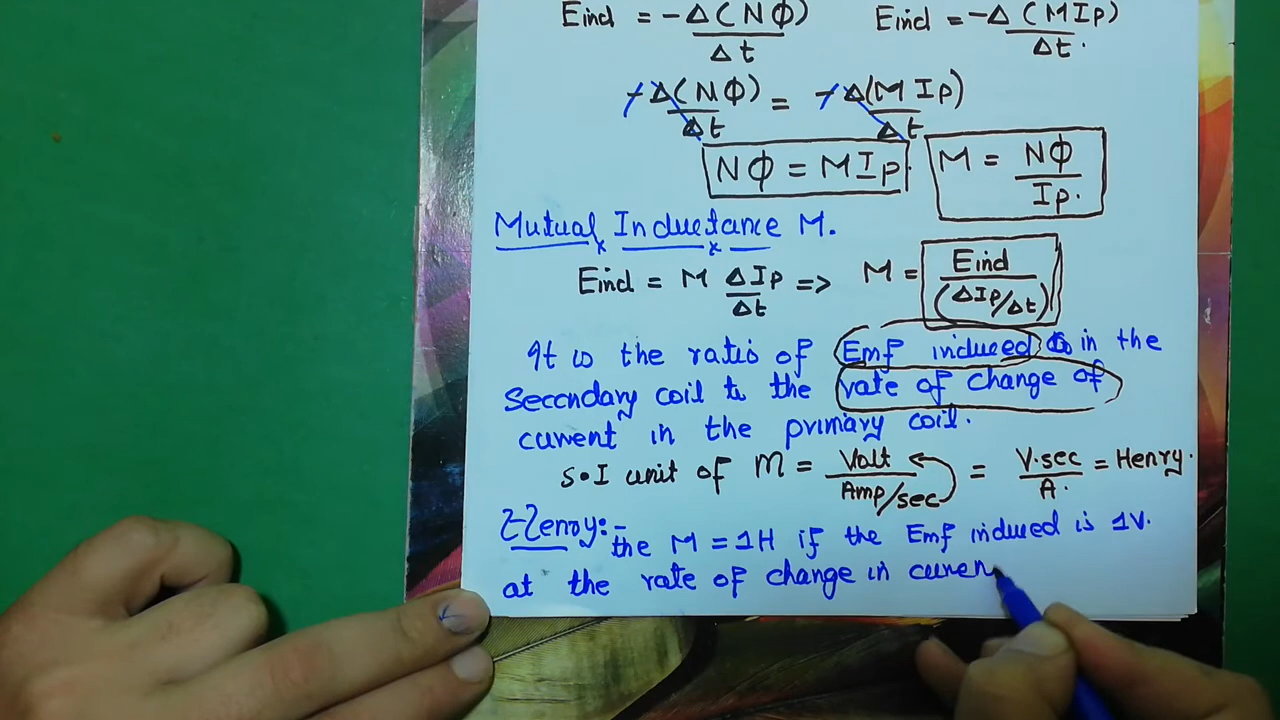 Eind = -Δ(NΦ)/Δt Eind = -Δ(MIp)/Δt.
-Δ(NΦ)/Δt = -Δ(MIp)/Δt
NΦ = MIp. M = NΦ/Ip.
Mutual Inductance M.
Eind = M ΔIp/Δt => M = Eind/(ΔIp/Δt)
It is the ratio of Emf induced in the
Secondary coil to the rate of change of
current in the primary coil.
S.I unit of M = Volt/Amp/sec = V.sec/A. = Henry.
Henry:- the M = 1H if the Emf induced is 1V.
at the rate of change in curren